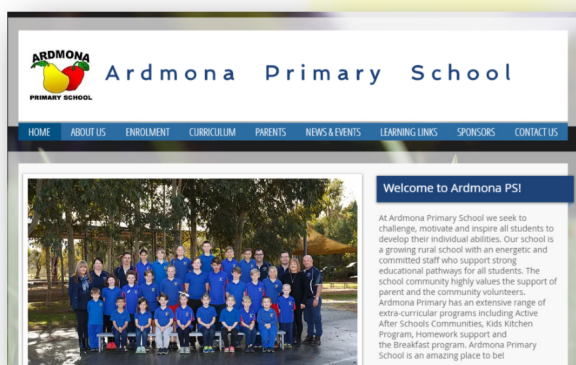 ARDMONA
PRIMARY SCHOOL
Ardmona Primary School
HOME ABOUT US ENROLMENT CURRICULUM PARENTS NEWS & EVENTS LEARNING LINKS SPONSORS CONTACT US
Welcome to Ardmona PS!
At Ardmona Primary School we seek to
challenge, motivate and inspire all students to
develop their individual abilities. Our school is
a growing rural school with an energetic and
committed staff who support strong
educational pathways for all students. The
school community highly values the support of
parent and the community volunteers.
Ardmona Primary has an extensive range of
extra-curricular programs including Active
After Schools Communities, Kids Kitchen
Program, Homework support and
the Breakfast program. Ardmona Primary
School is an amazing place to be!